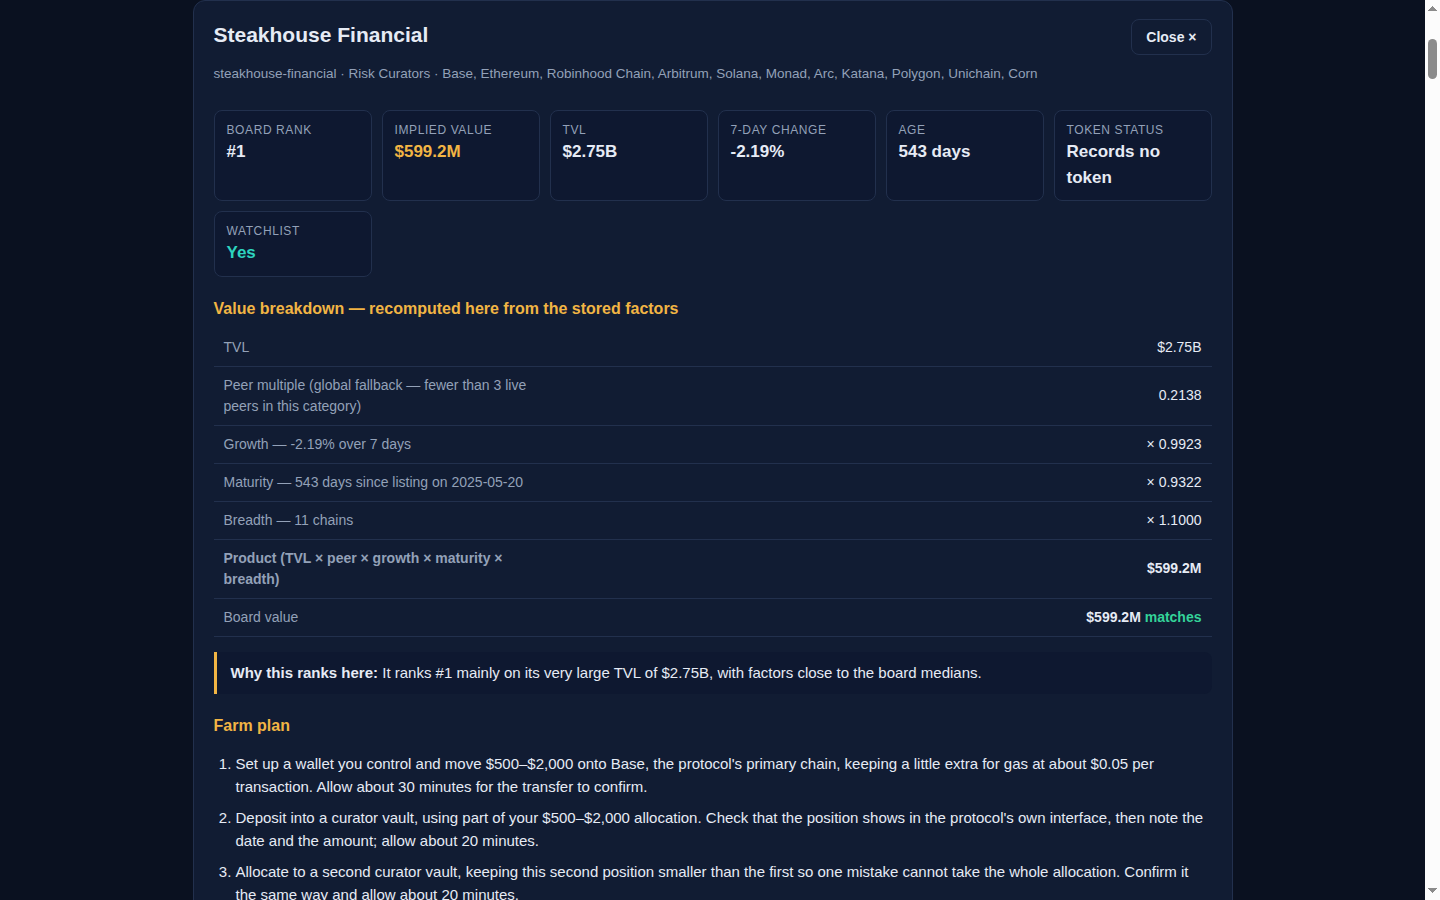 Steakhouse Financial
Close ×
steakhouse-financial · Risk Curators · Base, Ethereum, Robinhood Chain, Arbitrum, Solana, Monad, Arc, Katana, Polygon, Unichain, Corn
BOARD RANK
#1
IMPLIED VALUE
$599.2M
TVL
$2.75B
7-DAY CHANGE
-2.19%
AGE
543 days
TOKEN STATUS
Records no
token
WATCHLIST
Yes
Value breakdown — recomputed here from the stored factors
TVL $2.75B
Peer multiple (global fallback — fewer than 3 live
peers in this category) 0.2138
Growth — -2.19% over 7 days × 0.9923
Maturity — 543 days since listing on 2025-05-20 × 0.9322
Breadth — 11 chains × 1.1000
Product (TVL × peer × growth × maturity ×
breadth) $599.2M
Board value $599.2M matches
Why this ranks here: It ranks #1 mainly on its very large TVL of $2.75B, with factors close to the board medians.
Farm plan
1. Set up a wallet you control and move $500–$2,000 onto Base, the protocol's primary chain, keeping a little extra for gas at about $0.05 per
transaction. Allow about 30 minutes for the transfer to confirm.
2. Deposit into a curator vault, using part of your $500–$2,000 allocation. Check that the position shows in the protocol's own interface, then note the
date and the amount; allow about 20 minutes.
3. Allocate to a second curator vault, keeping this second position smaller than the first so one mistake cannot take the whole allocation. Confirm it
the same way and allow about 20 minutes.